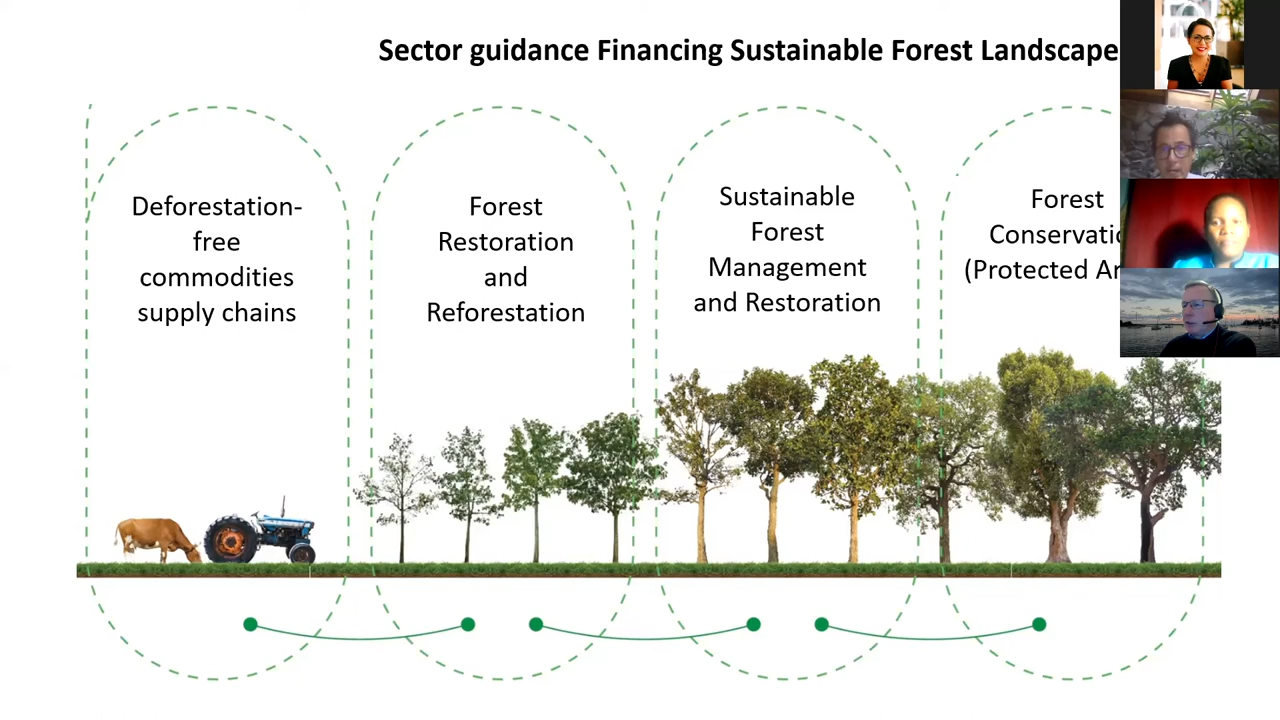 Sector guidance Financing Sustainable Forest Landscape
Deforestation-
free
commodities
supply chains
Forest
Restoration
and
Reforestation
Sustainable
Forest
Management
and Restoration
Forest
(Protected